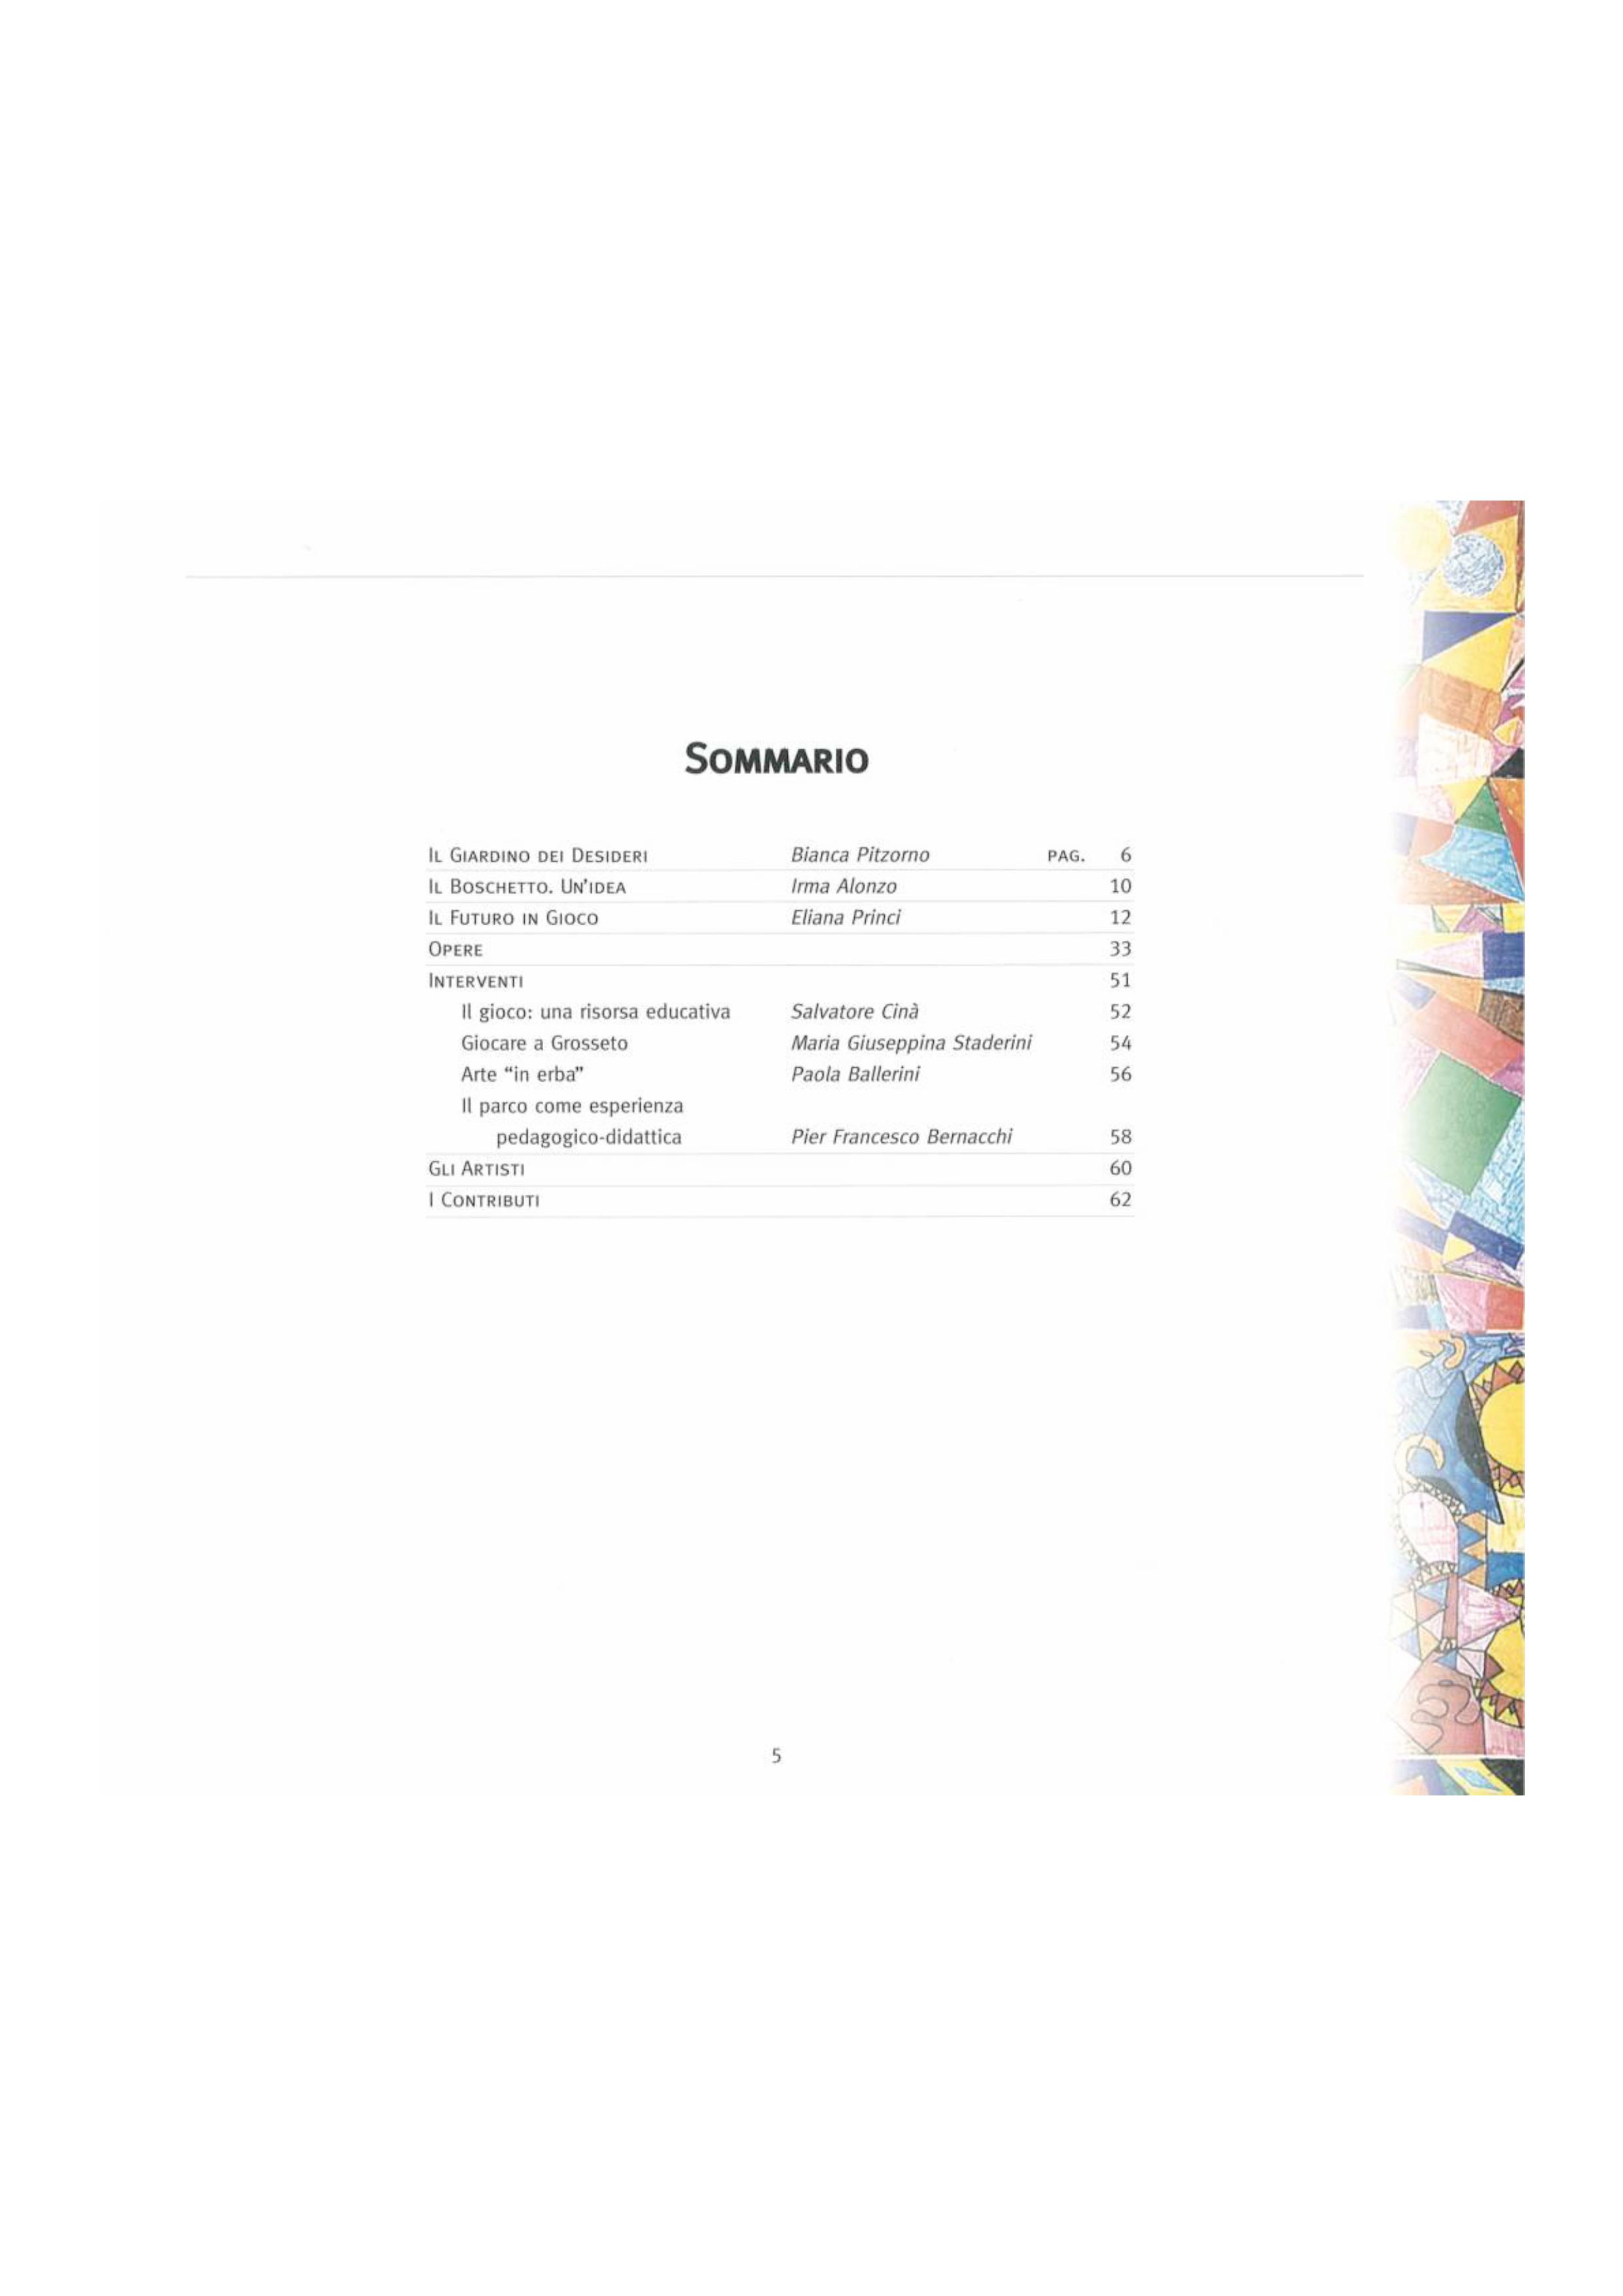 SOMMARIO
IL GIARDINO DEI DESIDERI Bianca Pitzorno PAG. 6
IL BOSCHETTO. UN'IDEA Irma Alonzo 10
IL FUTURO IN GIOCO Eliana Princi 12
OPERE 33
INTERVENTI 51
Il gioco: una risorsa educativa Salvatore Cinà 52
Giocare a Grosseto Maria Giuseppina Staderini 54
Arte “in erba” Paola Ballerini 56
Il parco come esperienza
pedagogico-didattica Pier Francesco Bernacchi 58
GLI ARTISTI 60
I CONTRIBUTI 62
5